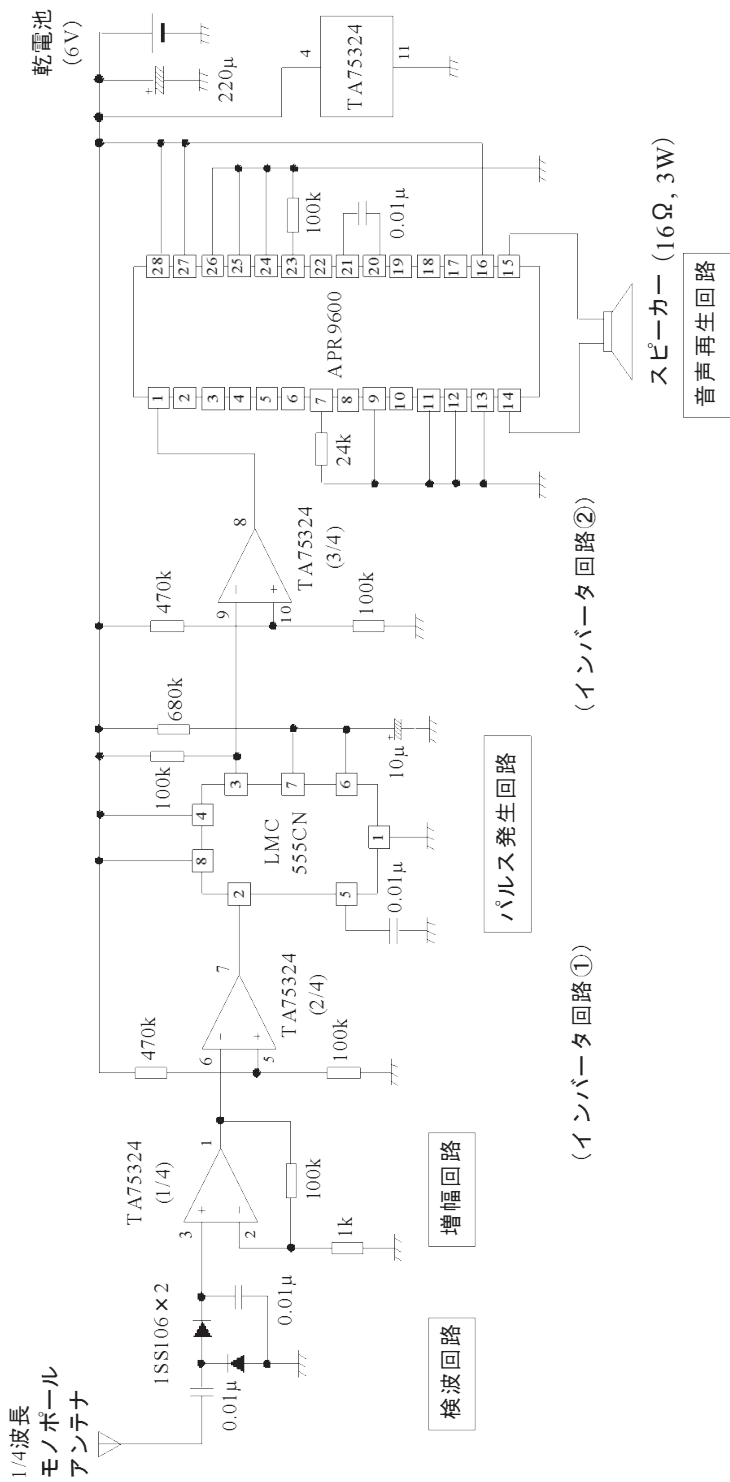 1/4波長
モノポール
アンテナ
0.01μ
1SS106×2
0.01μ
検波回路
TA75324
(1/4)
3
2
1
+
−
100k
1k
増幅回路
470k
6
5
7
−
+
TA75324
(2/4)
100k
(インバータ回路①)
LMC
555CN
2
8
4
3
7
6
5
1
0.01μ
100k
680k
10μ
+
パルス発生回路
470k
9
10
8
−
+
TA75324
(3/4)
100k
(インバータ回路②)
APR9600
1
2
3
4
5
6
7
8
9
10
11
12
13
14
28
27
26
25
24
23
22
21
20
19
18
17
16
15
24k
100k
0.01μ
スピーカー (16Ω, 3W)
音声再生回路
乾電池
(6V)
+
220μ
4
TA75324
11